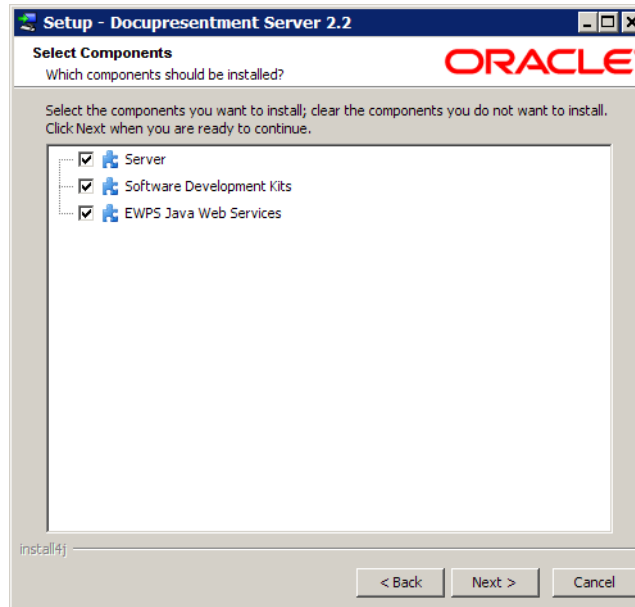 Setup - Docupresentment Server 2.2
Select Components
Which components should be installed?
ORACLE
Select the components you want to install; clear the components you do not want to install.
Click Next when you are ready to continue.
Server
Software Development Kits
EWPS Java Web Services
install4j
< Back
Next >
Cancel